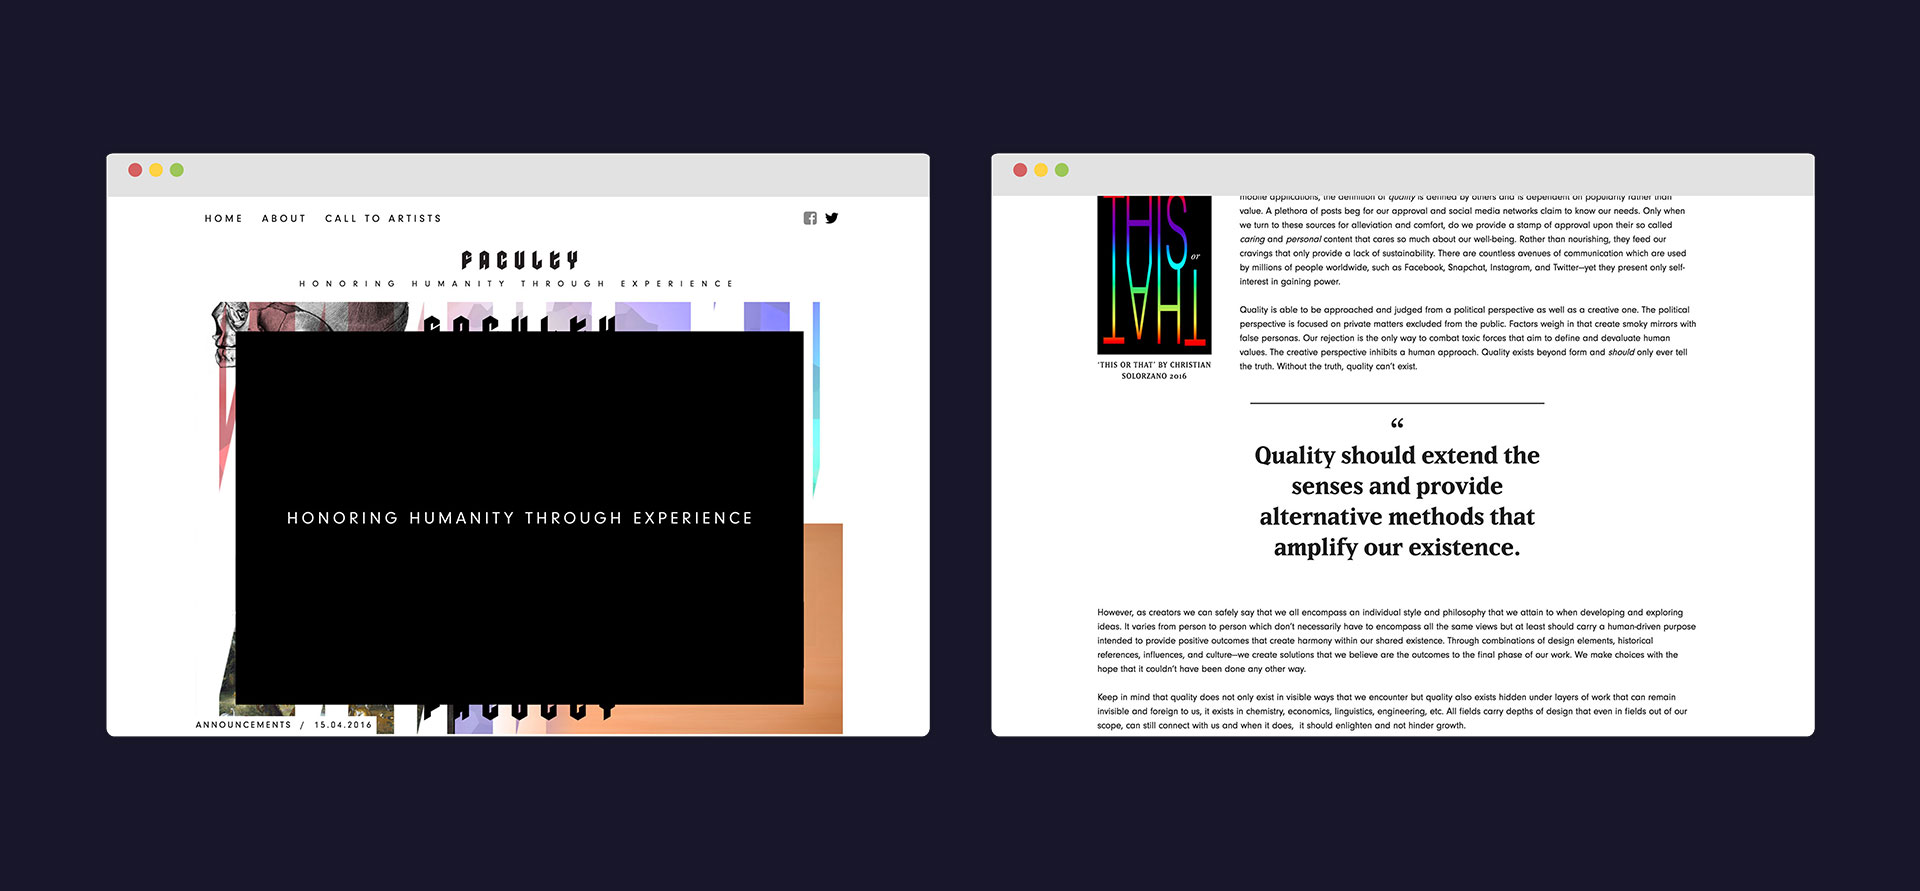 HOME ABOUT CALL TO ARTISTS
FACULTY
HONORING HUMANITY THROUGH EXPERIENCE
FACULTY
HONORING HUMANITY THROUGH EXPERIENCE
FACULTY
ANNOUNCEMENTS / 15.04.2016
THIS
or
THAT
'THIS OR THAT' BY CHRISTIAN
SOLORZANO 2016
mobile applications, the definition of quality is defined by others and is dependent on popularity rather than
value. A plethora of posts beg for our approval and social media networks claim to know our needs. Only when
we turn to these sources for alleviation and comfort, do we provide a stamp of approval upon their so called
caring and personal content that cares so much about our well-being. Rather than nourishing, they feed our
cravings that only provide a lack of sustainability. There are countless avenues of communication which are used
by millions of people worldwide, such as Facebook, Snapchat, Instagram, and Twitter—yet they present only self-
interest in gaining power.
Quality is able to be approached and judged from a political perspective as well as a creative one. The political
perspective is focused on private matters excluded from the public. Factors weigh in that create smoky mirrors with
false personas. Our rejection is the only way to combat toxic forces that aim to define and devaluate human
values. The creative perspective inhibits a human approach. Quality exists beyond form and should only ever tell
the truth. Without the truth, quality can't exist.
“
Quality should extend the
senses and provide
alternative methods that
amplify our existence.
However, as creators we can safely say that we all encompass an individual style and philosophy that we attain to when developing and exploring
ideas. It varies from person to person which don't necessarily have to encompass all the same views but at least should carry a human-driven purpose
intended to provide positive outcomes that create harmony within our shared existence. Through combinations of design elements, historical
references, influences, and culture—we create solutions that we believe are the outcomes to the final phase of our work. We make choices with the
hope that it couldn't have been done any other way.
Keep in mind that quality does not only exist in visible ways that we encounter but quality also exists hidden under layers of work that can remain
invisible and foreign to us, it exists in chemistry, economics, linguistics, engineering, etc. All fields carry depths of design that even in fields out of our
scope, can still connect with us and when it does, it should enlighten and not hinder growth.